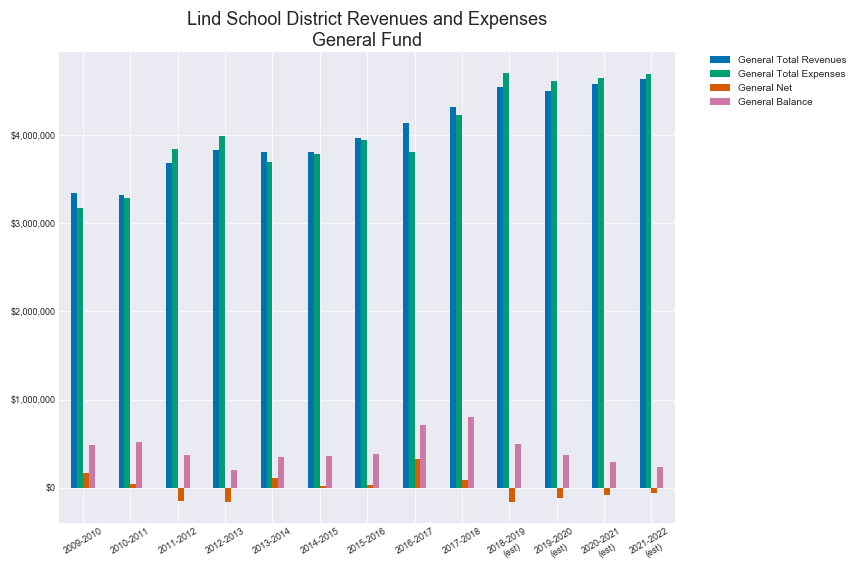 Lind School District Revenues and Expenses
General Fund
General Total Revenues
General Total Expenses
General Net
General Balance
$4,000,000
$3,000,000
$2,000,000
$1,000,000
$0
2009-2010
2010-2011
2011-2012
2012-2013
2013-2014
2014-2015
2015-2016
2016-2017
2017-2018
2018-2019
(est)
2019-2020
(est)
2020-2021
(est)
2021-2022
(est)